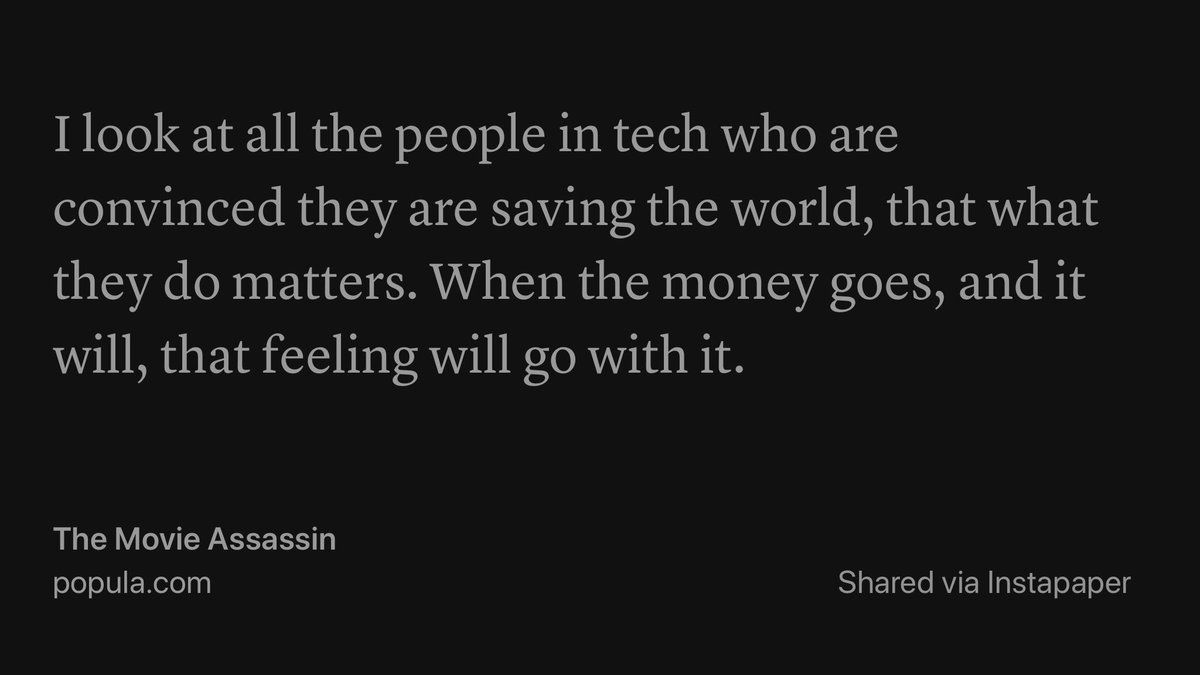 I look at all the people in tech who are
convinced they are saving the world, that what
they do matters. When the money goes, and it
will, that feeling will go with it.
The Movie Assassin
popula.com
Shared via Instapaper